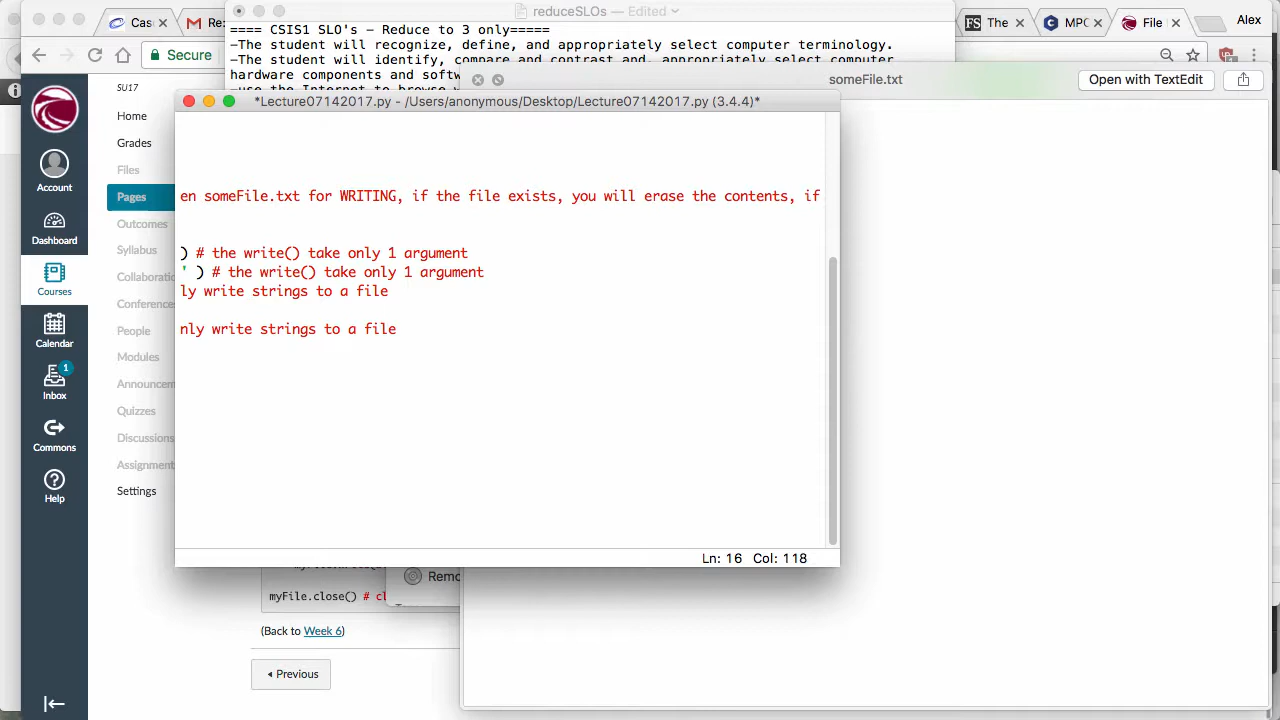 reduceSLOs — Edited
Cas
Re
The
MPC
File
Alex
==== CSIS1 SLO's - Reduce to 3 only=====
-The student will recognize, define, and appropriately select computer terminology.
-The student will identify, compare and contrast and, appropriately select computer
hardware components and softw
Secure
someFile.txt
Open with TextEdit
*Lecture07142017.py - /Users/anonymous/Desktop/Lecture07142017.py (3.4.4)*
en someFile.txt for WRITING, if the file exists, you will erase the contents, if
) # the write() take only 1 argument
' ) # the write() take only 1 argument
ly write strings to a file
nly write strings to a file
Ln: 16 Col: 118
Account
Dashboard
Courses
Calendar
1
Inbox
Commons
Help
SU17
Home
Grades
Files
Pages
Outcomes
Syllabus
Collaboratio
Conference
People
Modules
Announcem
Quizzes
Discussions
Assignment
Settings
Remo
myFile.close() # cl
(Back to Week 6)
Previous